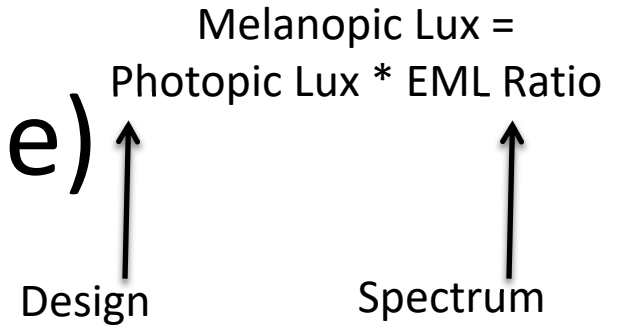 Melanopic Lux =
Photopic Lux * EML Ratio
e)
Design
Spectrum